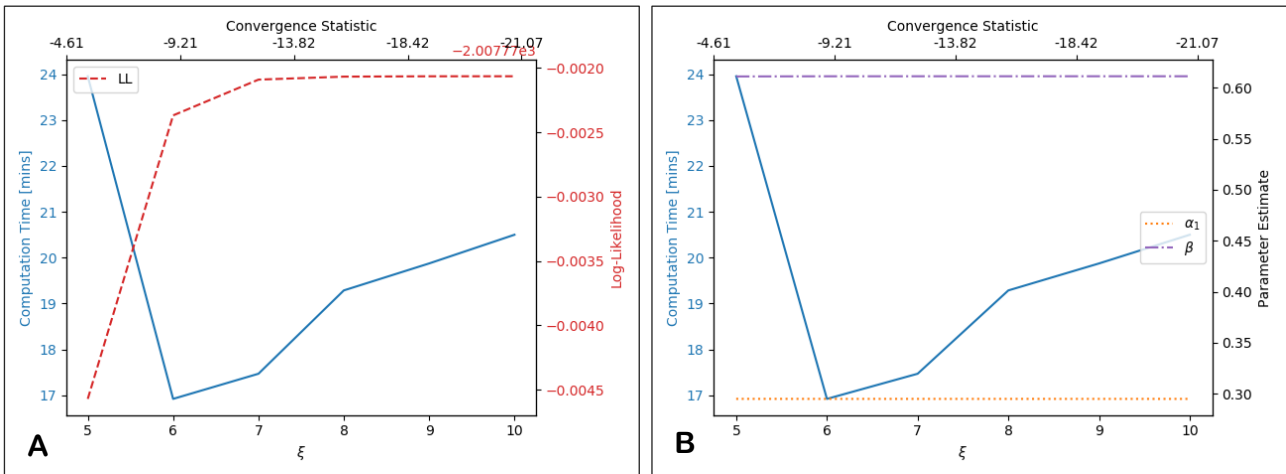 Convergence Statistic
-4.61 -9.21 -13.82 -18.42 -21.07
−2.00777e3
LL
24
23
22
21
20
19
18
17
Computation Time [mins]
−0.0020
−0.0025
−0.0030
−0.0035
−0.0040
−0.0045
Log-Likelihood
5 6 7 8 9 10
ξ
A
Convergence Statistic
-4.61 -9.21 -13.82 -18.42 -21.07
24
23
22
21
20
19
18
17
Computation Time [mins]
α₁
β
0.60
0.55
0.50
0.45
0.40
0.35
0.30
Parameter Estimate
5 6 7 8 9 10
ξ
B